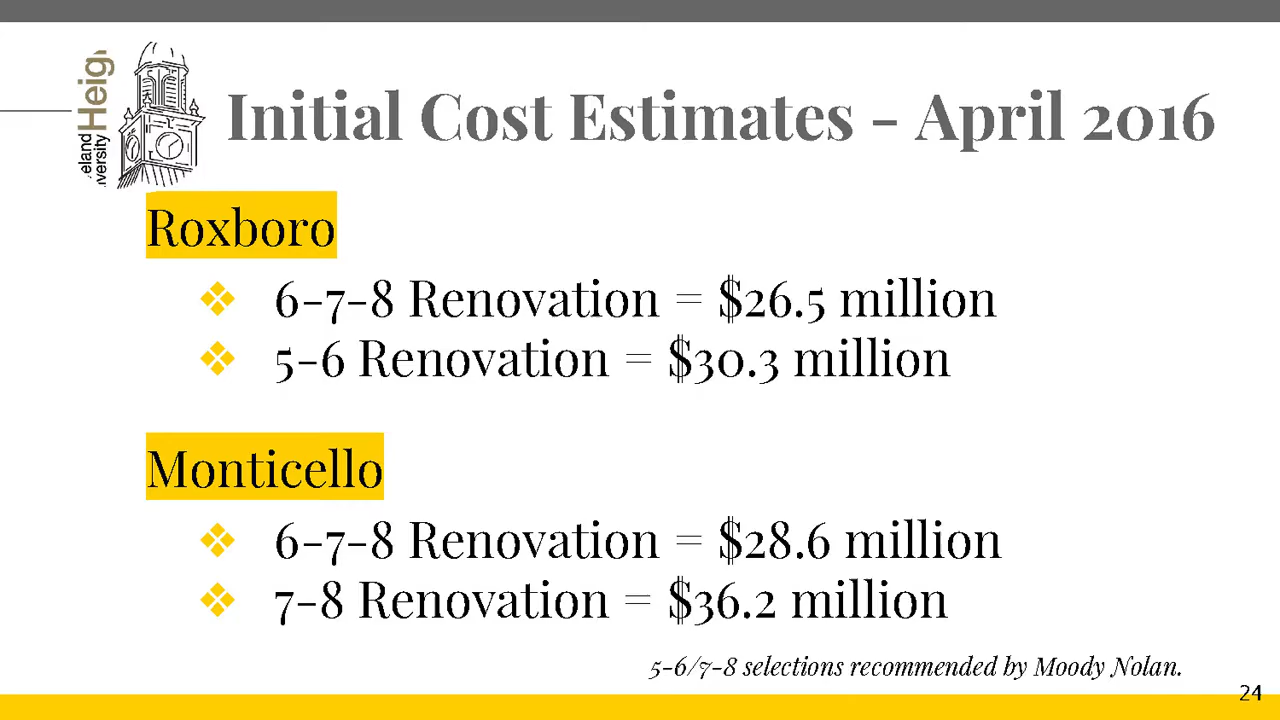 Initial Cost Estimates - April 2016
Roxboro
❖ 6-7-8 Renovation = $26.5 million
❖ 5-6 Renovation = $30.3 million
Monticello
❖ 6-7-8 Renovation = $28.6 million
❖ 7-8 Renovation = $36.2 million
5-6/7-8 selections recommended by Moody Nolan.
24